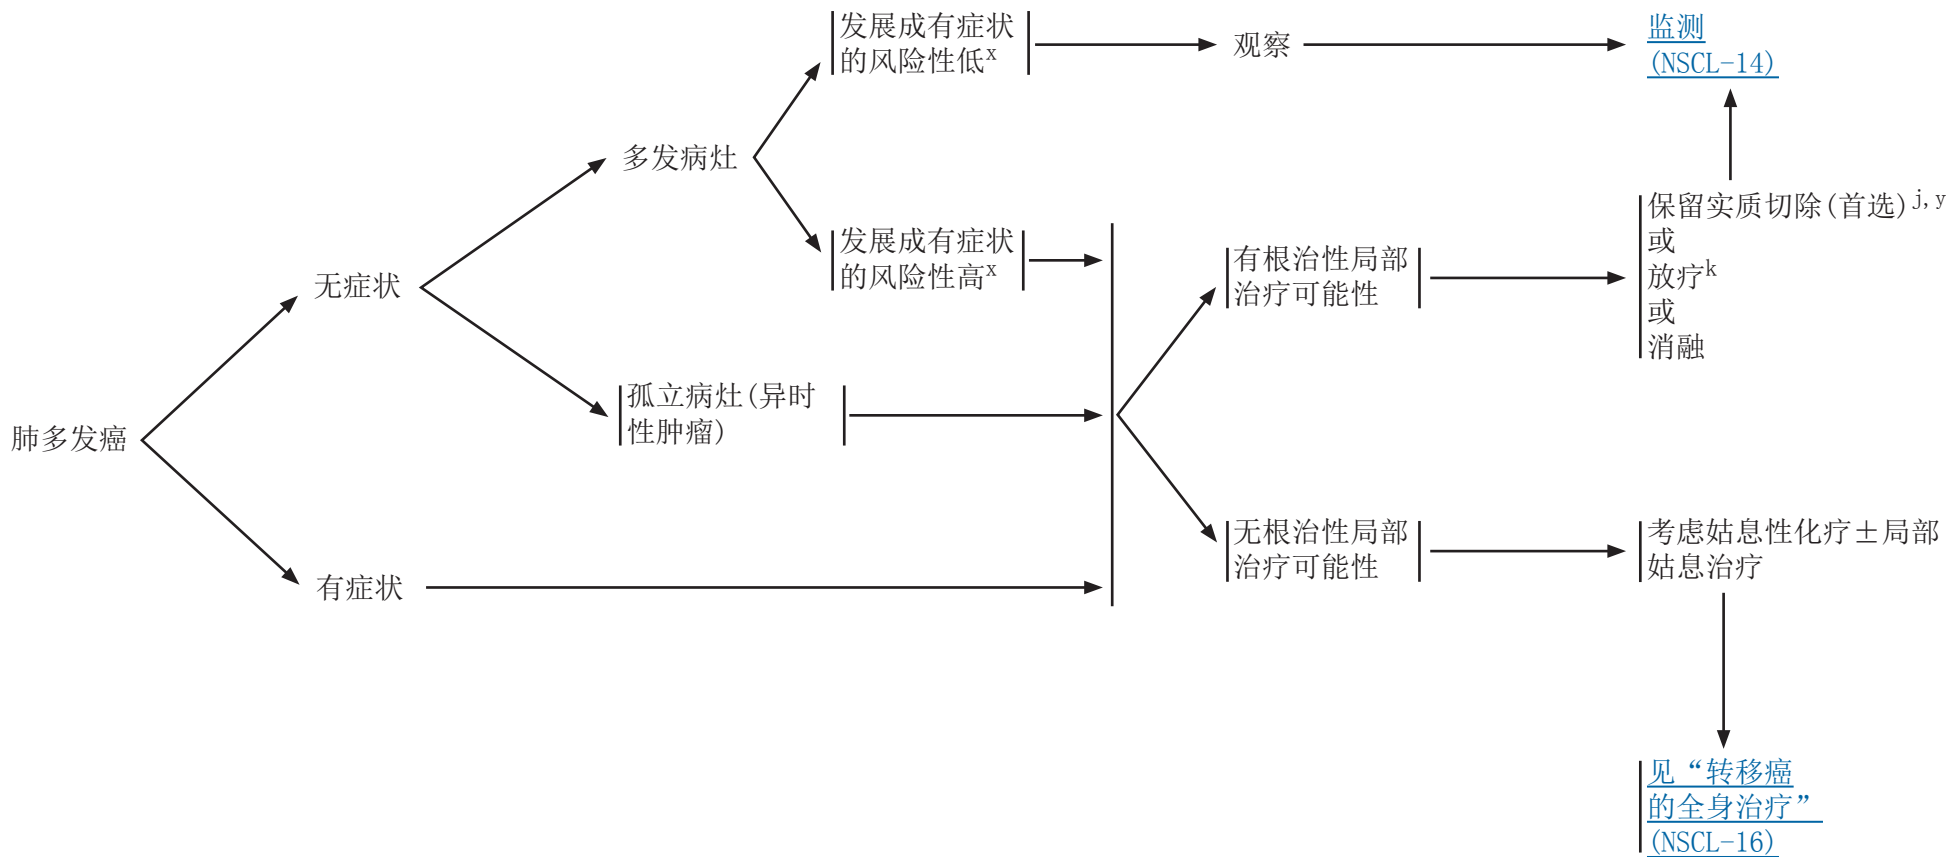 肺多发癌
无症状
有症状
多发病灶
孤立病灶(异时
性肿瘤)
发展成有症状
的风险性低x
发展成有症状
的风险性高x
观察
监测
(NSCL-14)
有根治性局部
治疗可能性
保留实质切除(首选)j,y
或
放疗k
或
消融
无根治性局部
治疗可能性
考虑姑息性化疗±局部
姑息治疗
见“转移癌
的全身治疗”
(NSCL-16)